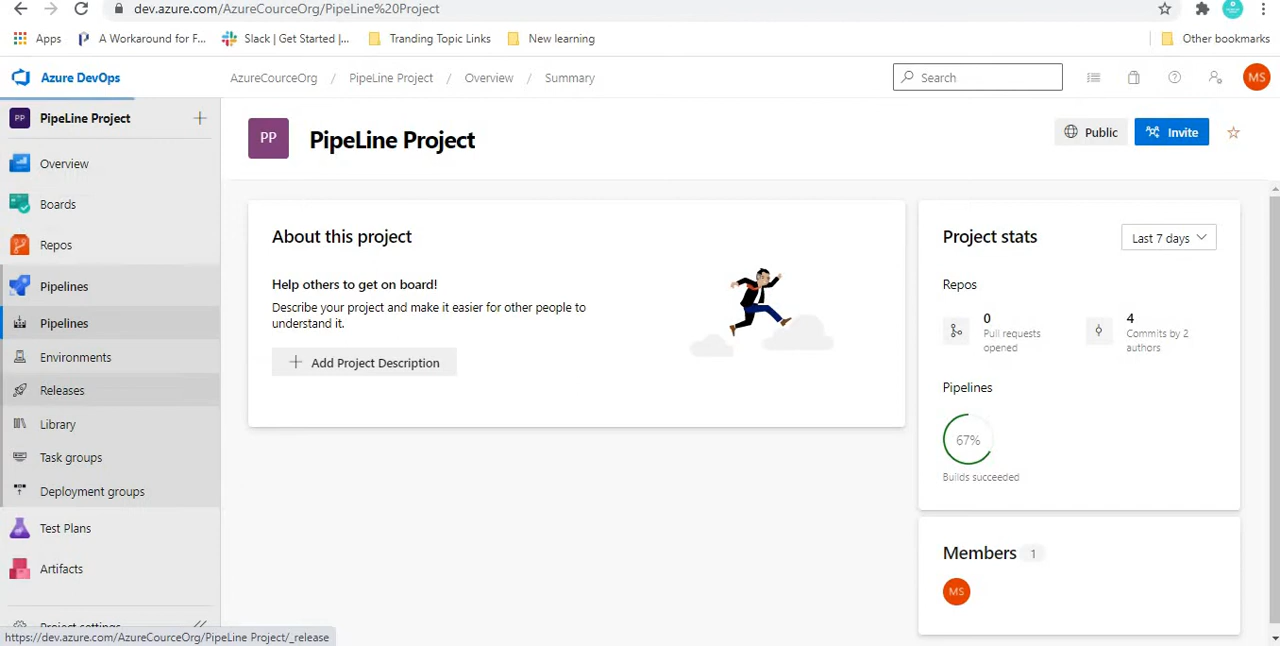 dev.azure.com/AzureCourceOrg/PipeLine%20Project
Apps
A Workaround for F...
Slack | Get Started |...
Tranding Topic Links
New learning
Other bookmarks
Azure DevOps
AzureCourceOrg / PipeLine Project / Overview / Summary
Search
MS
PP PipeLine Project
Overview
Boards
Repos
Pipelines
Pipelines
Environments
Releases
Library
Task groups
Deployment groups
Test Plans
Artifacts
Project settings
https://dev.azure.com/AzureCourceOrg/PipeLine Project/_release
PP
PipeLine Project
Public
Invite
About this project
Help others to get on board!
Describe your project and make it easier for other people to
understand it.
Add Project Description
Project stats
Last 7 days
Repos
0
Pull requests
opened
4
Commits by 2
authors
Pipelines
67%
Builds succeeded
Members 1
MS